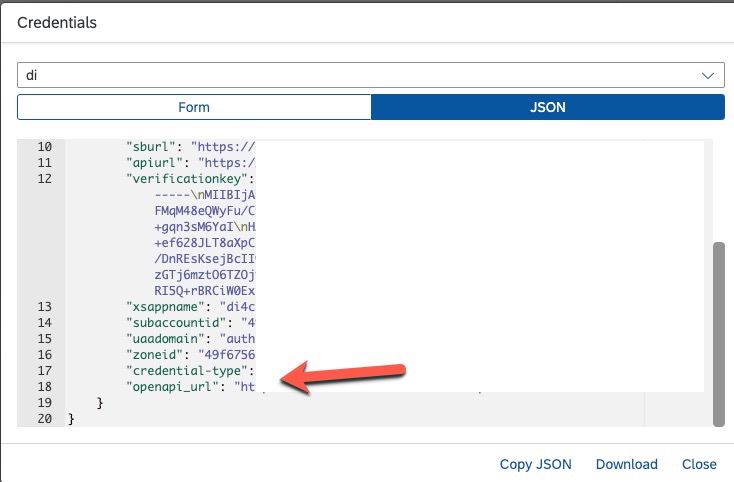 Credentials
di
Form JSON
10 "sburl": "https://
11 "apiurl": "https:/
12 "verificationkey":
-----\nMIIBIjA
FMqM48eQWyFu/C
+gqn3sM6YaI\nH
+ef628JLT8aXpC
/DnREsKsejBcII
zGTj6mztO6TZOj
RI5Q+rBRCiW0Ex
13 "xsappname": "di4c
14 "subaccountid": "4
15 "uaadomain": "auth
16 "zoneid": "49f6756
17 "credential-type":
18 "openapi_url": "ht
19 }
20 }
Copy JSON Download Close